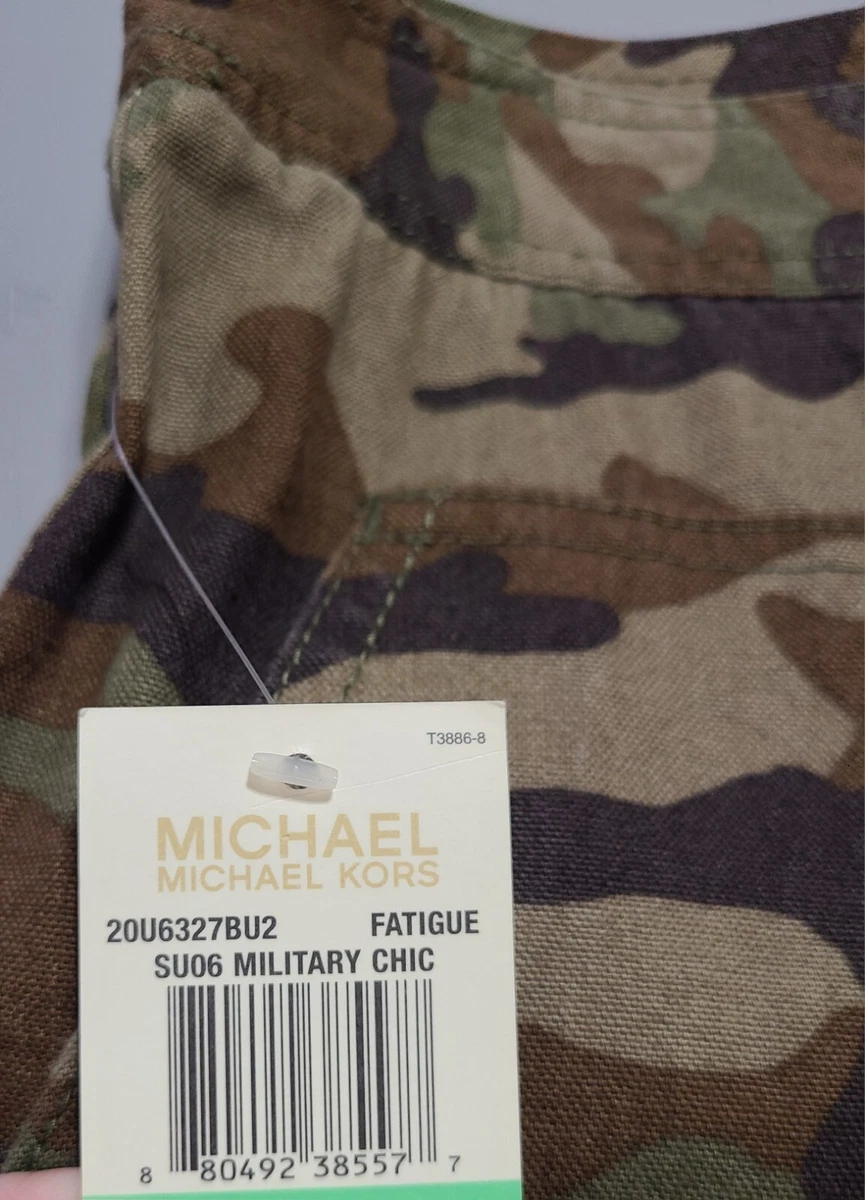 T3886-8
MICHAEL
MICHAEL KORS
20U6327BU2 FATIGUE
SU06 MILITARY CHIC
8 80492 38557 7